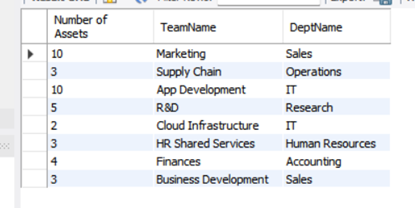 Number of Assets TeamName DeptName
10 Marketing Sales
3 Supply Chain Operations
10 App Development IT
5 R&D Research
2 Cloud Infrastructure IT
3 HR Shared Services Human Resources
4 Finances Accounting
3 Business Development Sales